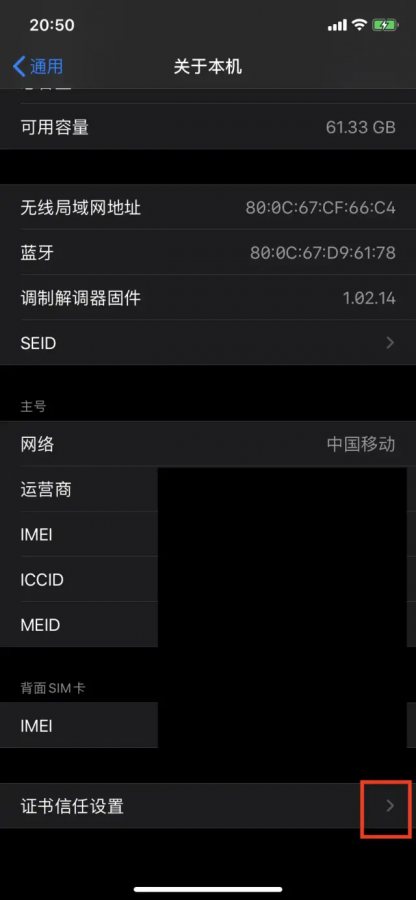 20:50
通用
关于本机
可用容量
61.33 GB
无线局域网地址
80:0C:67:CF:66:C4
蓝牙
80:0C:67:D9:61:78
调制解调器固件
1.02.14
SEID
主号
网络
中国移动
运营商
IMEI
ICCID
MEID
背面SIM卡
IMEI
证书信任设置